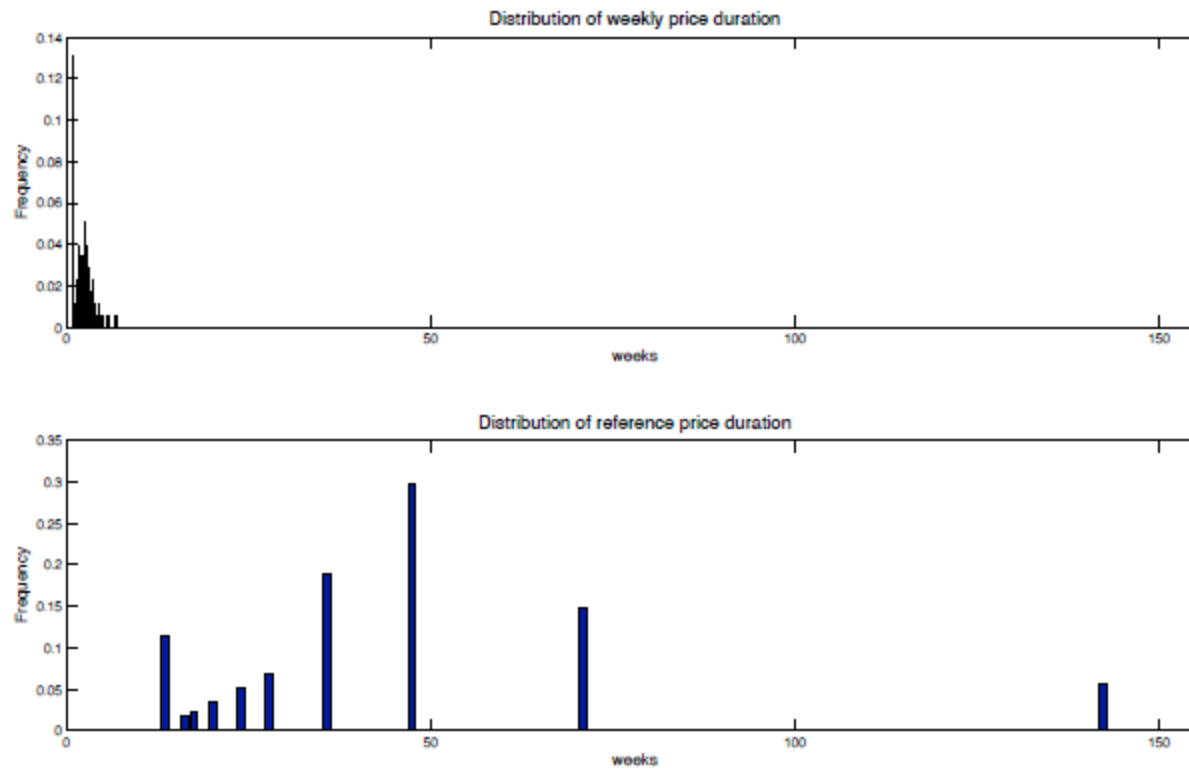 Distribution of weekly price duration
0.14
0.12
0.1
0.08
0.06
0.04
0.02
0
Frequency
0 50 100 150
weeks
Distribution of reference price duration
0.35
0.3
0.25
0.2
0.15
0.1
0.05
0
Frequency
0 50 100 150
weeks